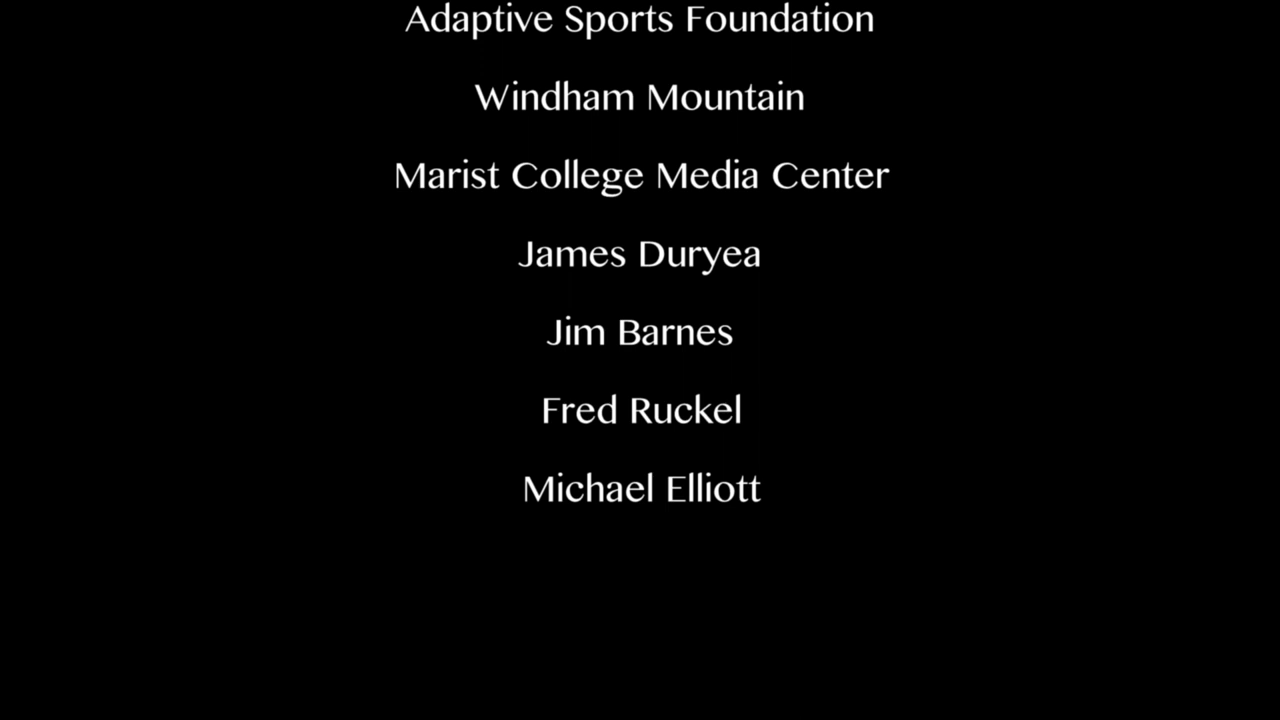 Adaptive Sports Foundation
Windham Mountain
Marist College Media Center
James Duryea
Jim Barnes
Fred Ruckel
Michael Elliott